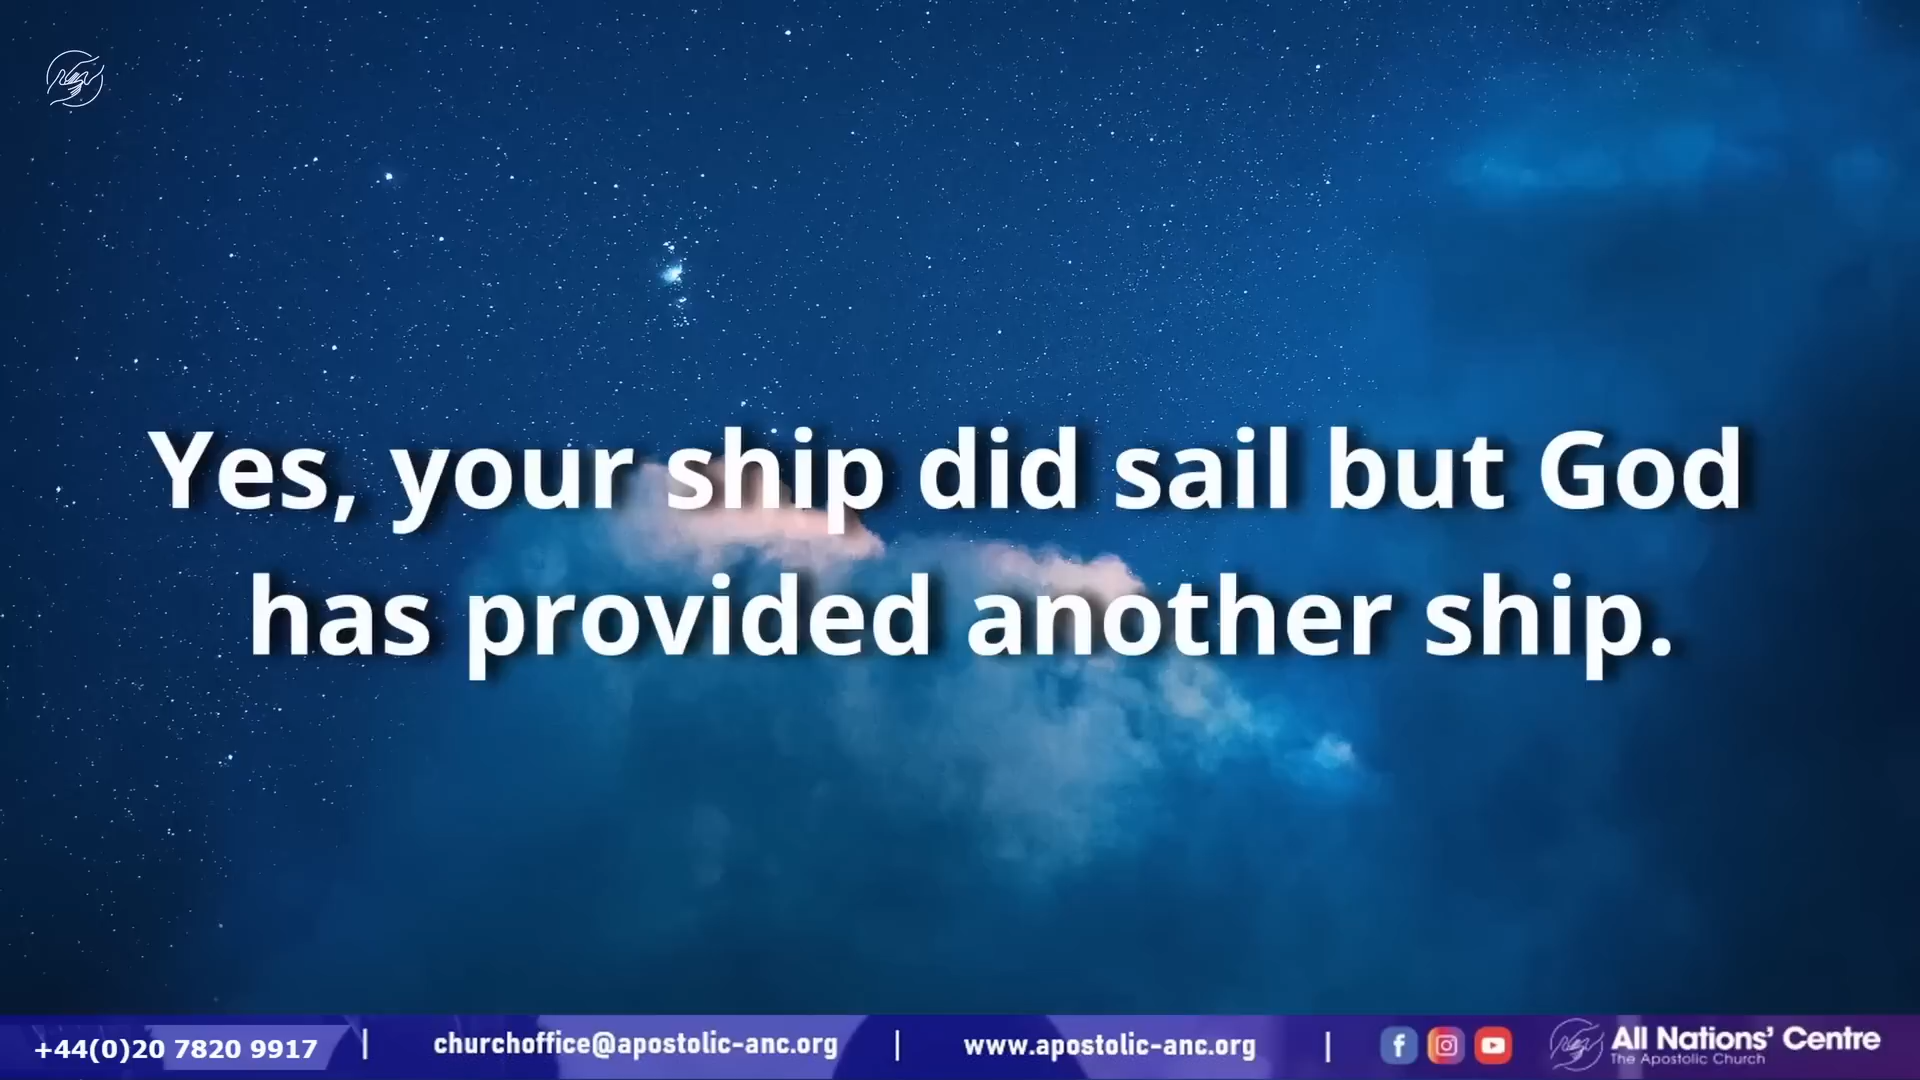 Yes, your ship did sail but God
has provided another ship.
+44(0)20 7820 9917 | churchoffice@apostolic-anc.org | www.apostolic-anc.org | All Nations’ Centre
The Apostolic Church